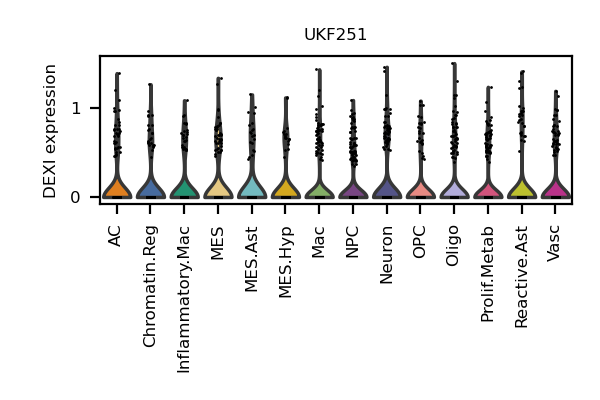 UKF251
DEXI expression
1
0
AC
Chromatin.Reg
Inflammatory.Mac
MES
MES.Ast
MES.Hyp
Mac
NPC
Neuron
OPC
Oligo
Prolif.Metab
Reactive.Ast
Vasc